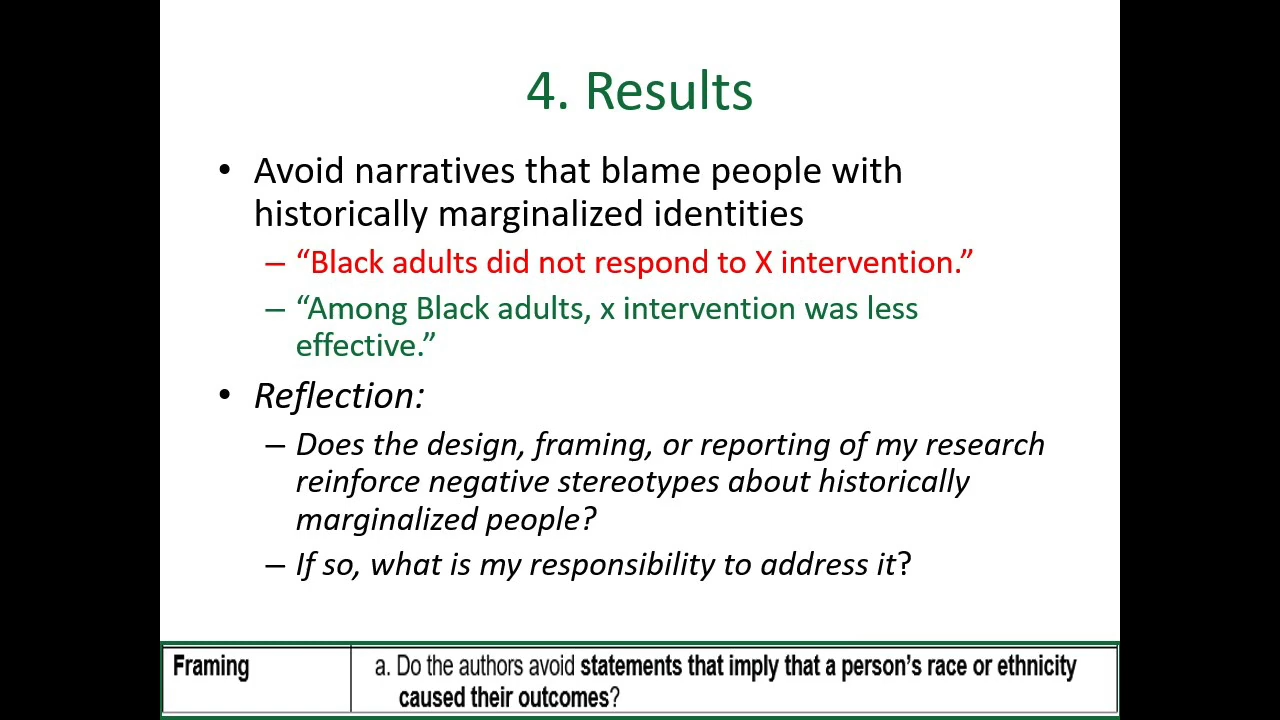 4. Results
• Avoid narratives that blame people with
historically marginalized identities
– “Black adults did not respond to X intervention.”
– “Among Black adults, x intervention was less
effective.”
• Reflection:
– Does the design, framing, or reporting of my research
reinforce negative stereotypes about historically
marginalized people?
– If so, what is my responsibility to address it?
Framing
a. Do the authors avoid statements that imply that a person’s race or ethnicity
caused their outcomes?